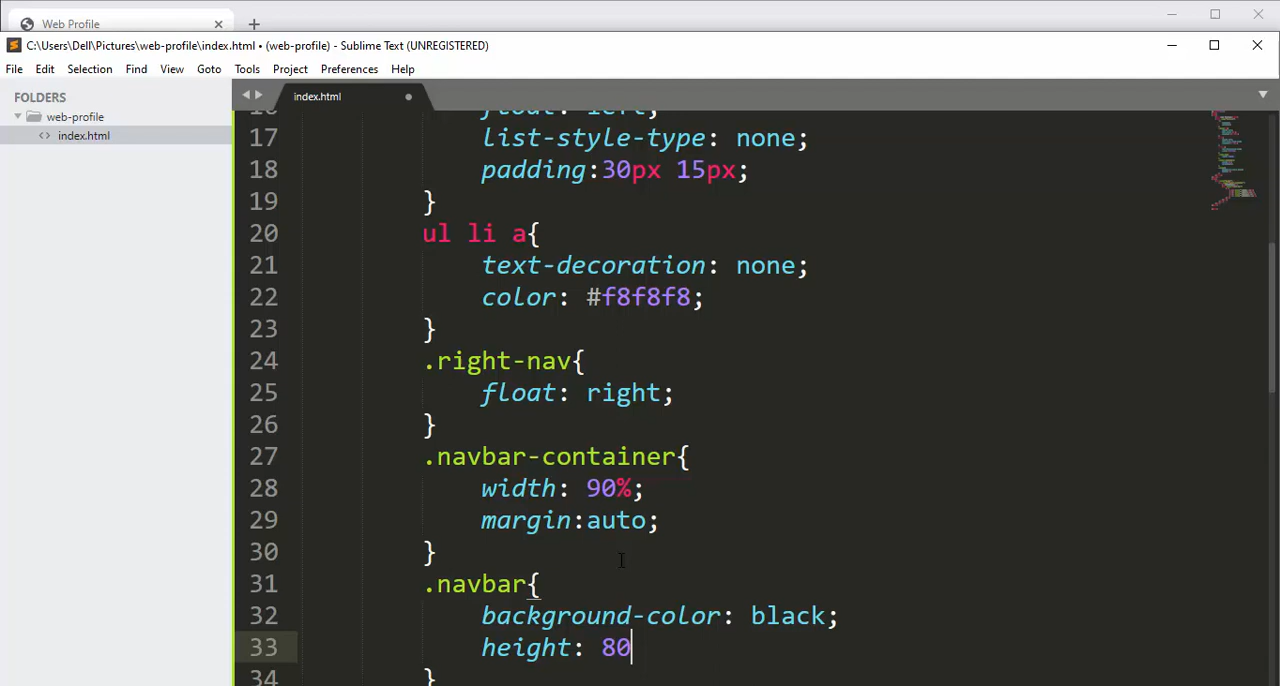 Web Profile
C:\Users\Dell\Pictures\web-profile\index.html • (web-profile) - Sublime Text (UNREGISTERED)
File Edit Selection Find View Goto Tools Project Preferences Help
FOLDERS
web-profile
index.html
index.html
16 float: left;
17 list-style-type: none;
18 padding:30px 15px;
19 }
20 ul li a{
21 text-decoration: none;
22 color: #f8f8f8;
23 }
24 .right-nav{
25 float: right;
26 }
27 .navbar-container{
28 width: 90%;
29 margin:auto;
30 }
31 .navbar{
32 background-color: black;
33 height: 80
34 }